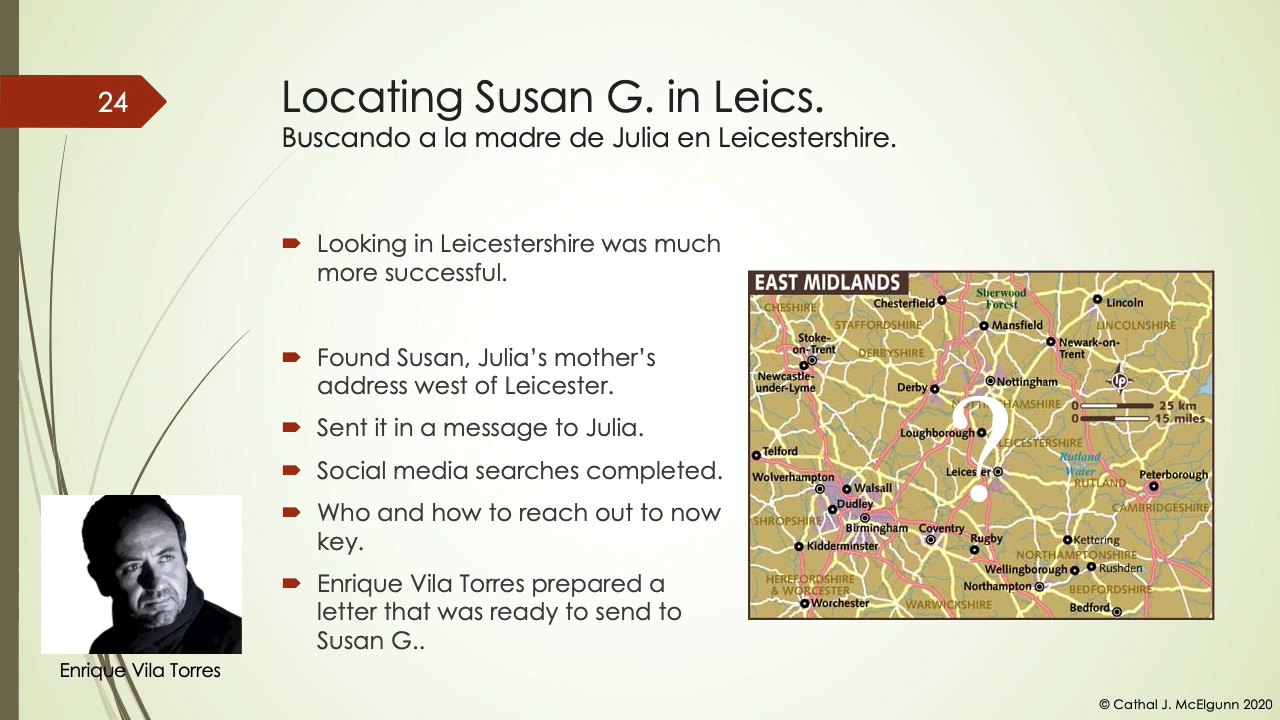 24
Locating Susan G. in Leics.
Buscando a la madre de Julia en Leicestershire.
Looking in Leicestershire was much
more successful.
Found Susan, Julia’s mother’s
address west of Leicester.
Sent it in a message to Julia.
Social media searches completed.
Who and how to reach out to now
key.
Enrique Vila Torres prepared a
letter that was ready to send to
Susan G..
Enrique Vila Torres
EAST MIDLANDS
CHESHIRE
Chesterfield
Sherwood
Forest
Lincoln
STAFFORDSHIRE
Mansfield
LINCOLNSHIRE
Stoke-
on-Trent
DERBYSHIRE
Newark-on-
Trent
Newcastle-
under-Lyme
Derby
Nottingham
lp
NOTTINGHAMSHIRE
0 25 km
0 15 miles
?
Loughborough
LEICESTERSHIRE
Telford
Leicester
Rutland
Water
RUTLAND
Peterborough
Wolverhampton
Walsall
Dudley
CAMBRIDGESHIRE
SHROPSHIRE
Birmingham
Coventry
Rugby
Kettering
Kidderminster
NORTHAMPTONSHIRE
Wellingborough
Rushden
HEREFORDSHIRE
& WORCESTER
Northampton
BEDFORDSHIRE
Worchester
WARWICKSHIRE
Bedford
© Cathal J. McElgunn 2020